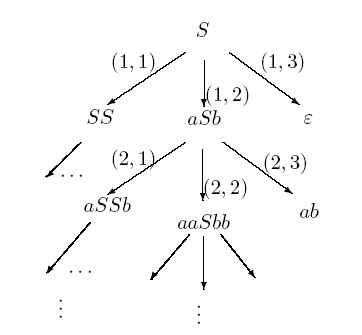 S
(1, 1) (1, 2) (1, 3)
SS aSb ε
... (2, 1) (2, 2) (2, 3)
aSSb aaSbb ab
...
⋮ ⋮